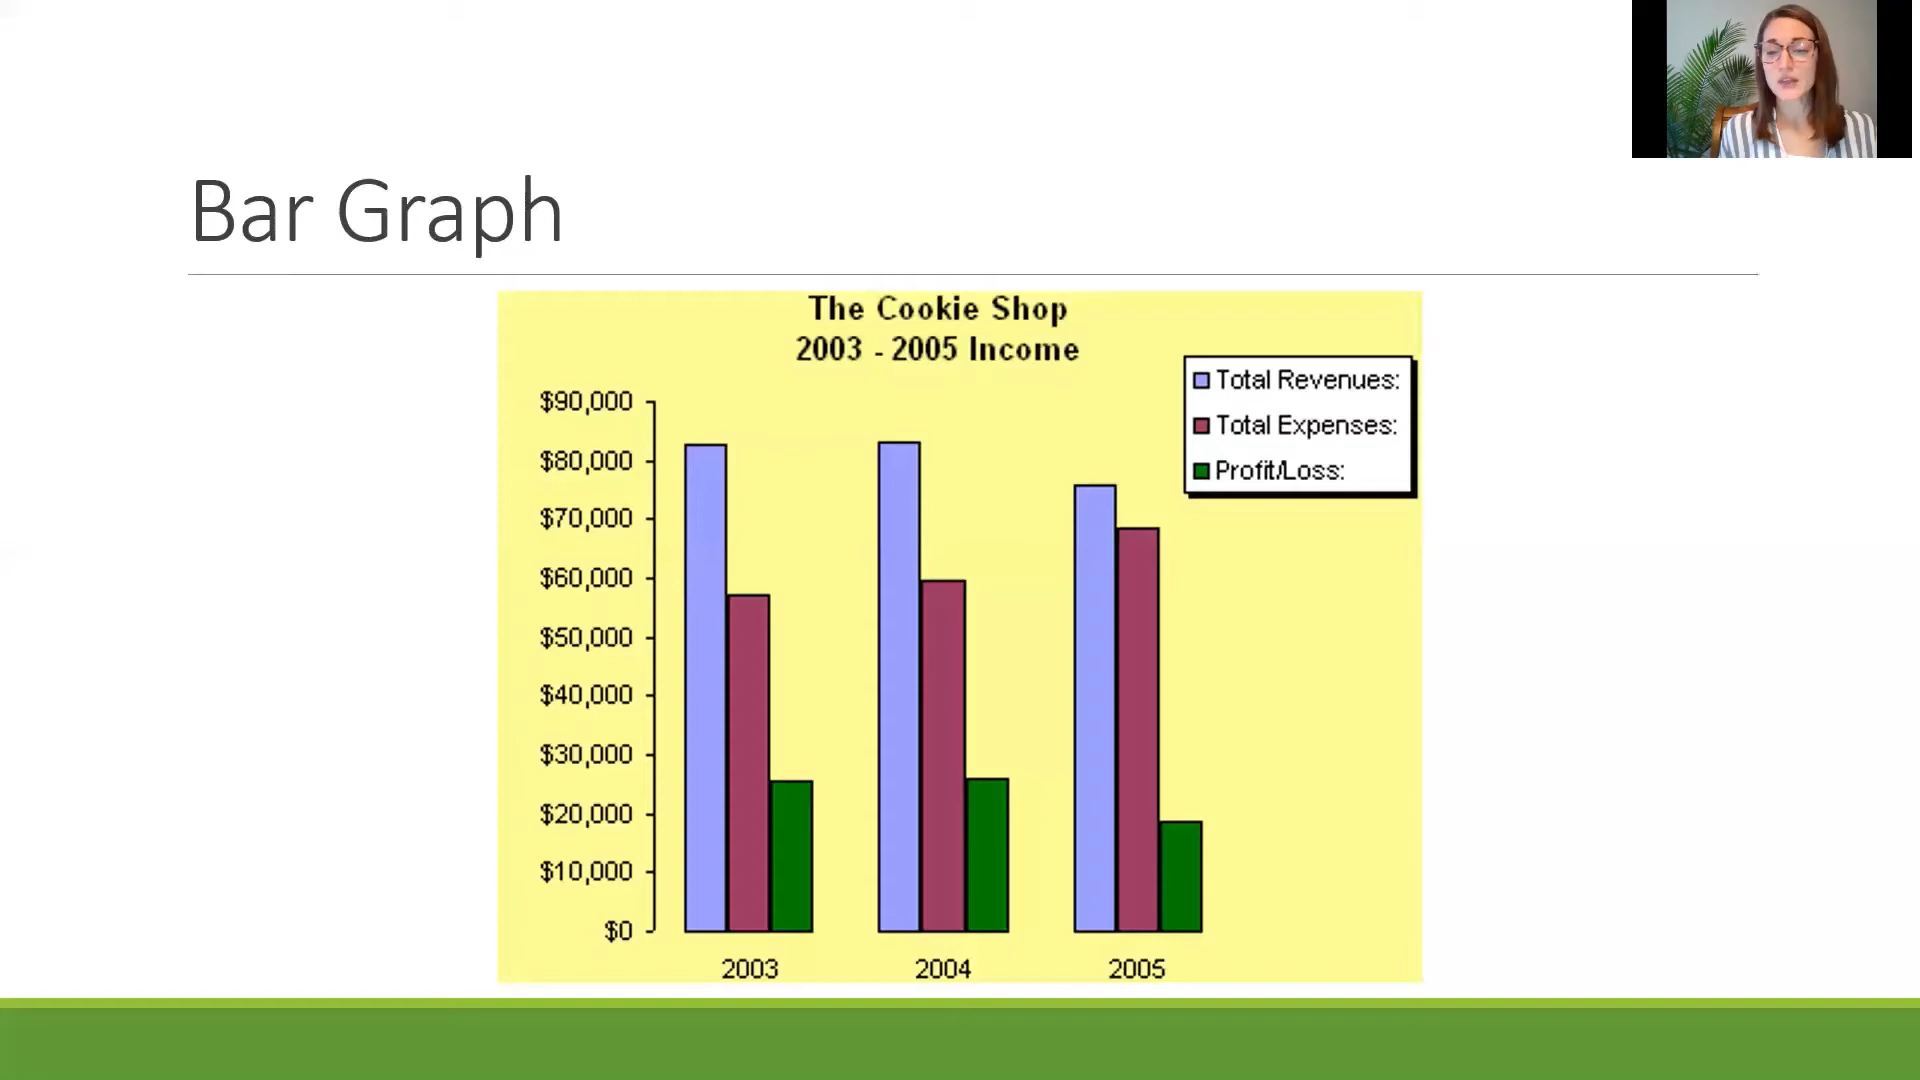 Bar Graph
The Cookie Shop
2003 - 2005 Income
Total Revenues:
Total Expenses:
Profit/Loss:
$90,000
$80,000
$70,000
$60,000
$50,000
$40,000
$30,000
$20,000
$10,000
$0
2003 2004 2005